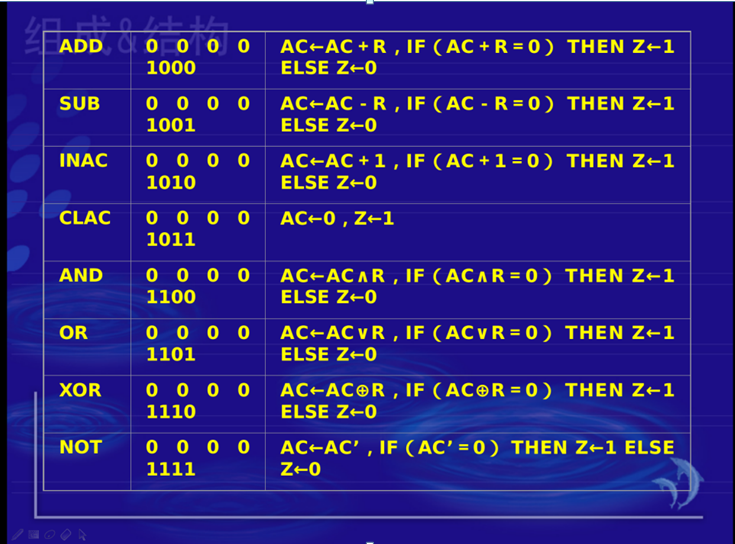 组成&结构
ADD 0 0 0 0 AC←AC+R , IF ( AC+R=0 ) THEN Z←1
1000 ELSE Z←0
SUB 0 0 0 0 AC←AC - R , IF ( AC - R=0 ) THEN Z←1
1001 ELSE Z←0
INAC 0 0 0 0 AC←AC+1 , IF ( AC+1=0 ) THEN Z←1
1010 ELSE Z←0
CLAC 0 0 0 0 AC←0 , Z←1
1011
AND 0 0 0 0 AC←AC∧R , IF ( AC∧R=0 ) THEN Z←1
1100 ELSE Z←0
OR 0 0 0 0 AC←AC∨R , IF ( AC∨R=0 ) THEN Z←1
1101 ELSE Z←0
XOR 0 0 0 0 AC←AC⊕R , IF ( AC⊕R=0 ) THEN Z←1
1110 ELSE Z←0
NOT 0 0 0 0 AC←AC’ , IF ( AC’ =0 ) THEN Z←1 ELSE
1111 Z←0